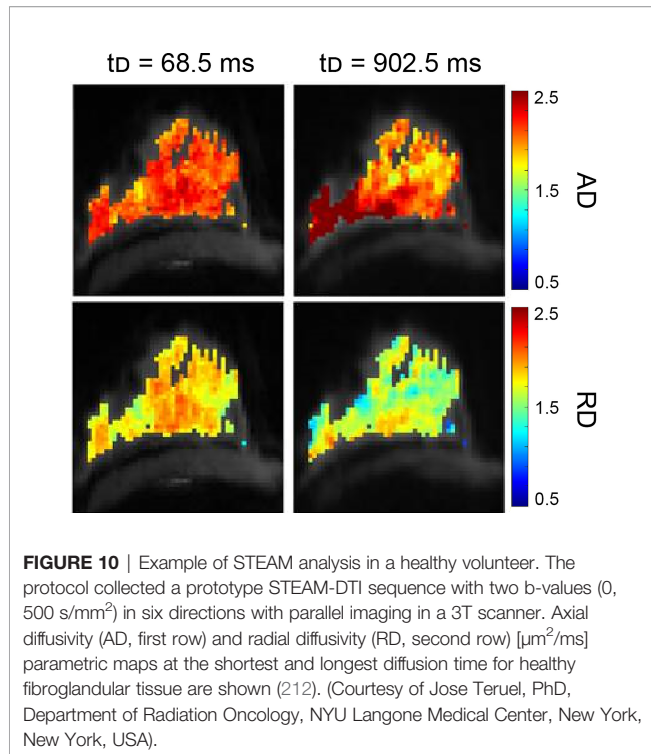 tD = 68.5 ms tD = 902.5 ms
2.5
1.5
0.5
AD
2.5
1.5
0.5
RD
FIGURE 10 | Example of STEAM analysis in a healthy volunteer. The
protocol collected a prototype STEAM-DTI sequence with two b-values (0,
500 s/mm²) in six directions with parallel imaging in a 3T scanner. Axial
diffusivity (AD, first row) and radial diffusivity (RD, second row) [μm²/ms]
parametric maps at the shortest and longest diffusion time for healthy
fibroglandular tissue are shown (212). (Courtesy of Jose Teruel, PhD,
Department of Radiation Oncology, NYU Langone Medical Center, New York,
New York, USA).